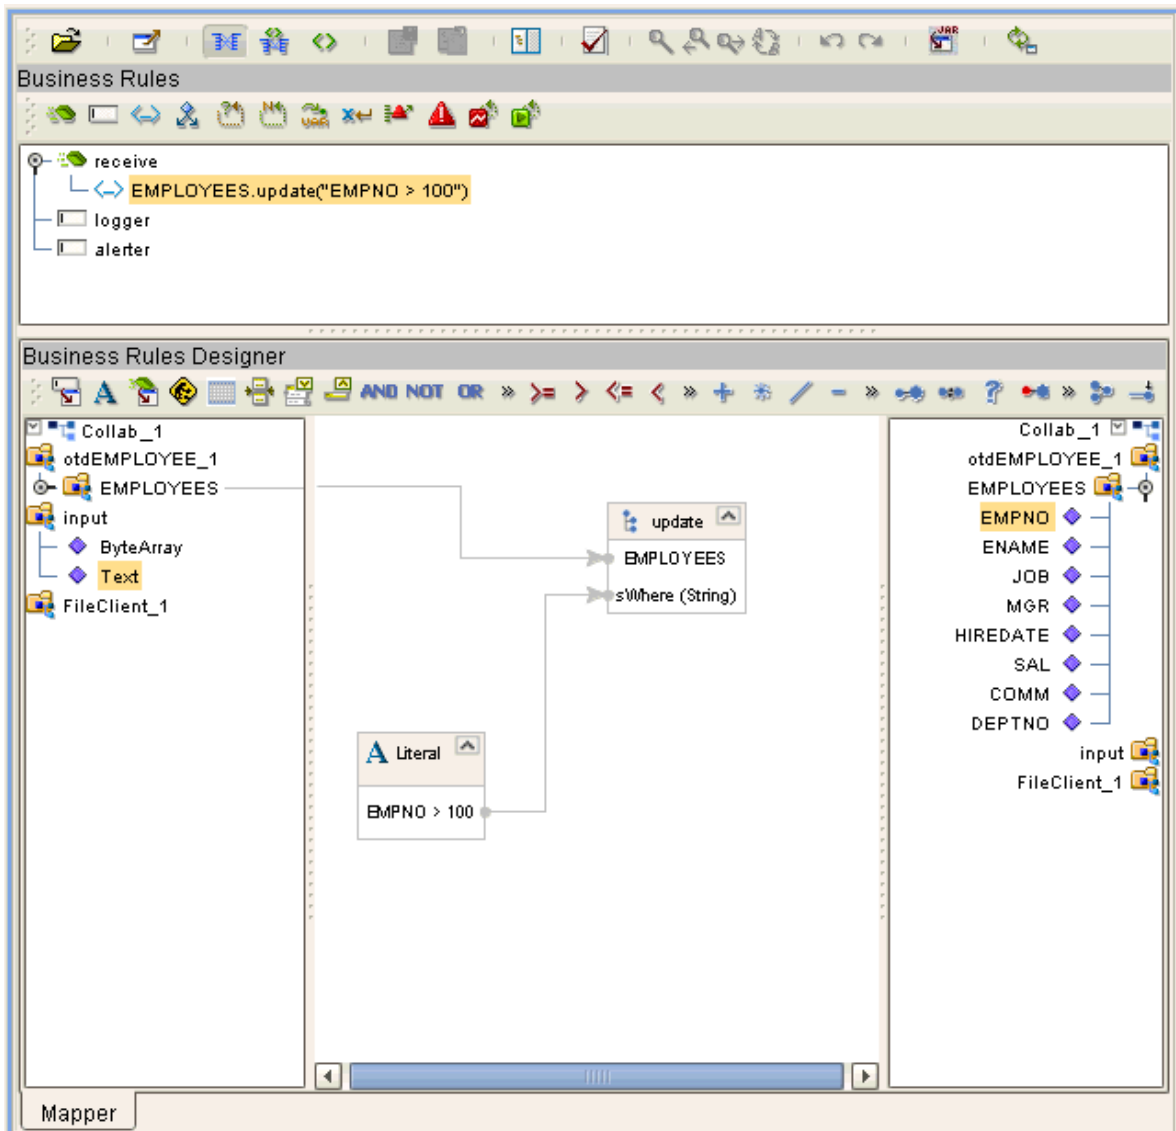 JAR
Business Rules
VAR
receive
EMPLOYEES.update("EMPNO > 100")
logger
alerter
Business Rules Designer
A AND NOT OR » >= > <= < » + / - » ? » 
Collab_1
otdEMPLOYEE_1
EMPLOYEES
input
ByteArray
Text
FileClient_1
update
EMPLOYEES
sWhere (String)
A Literal
EMPNO > 100
Collab_1
otdEMPLOYEE_1
EMPLOYEES
EMPNO
ENAME
JOB
MGR
HIREDATE
SAL
COMM
DEPTNO
input
FileClient_1
Mapper